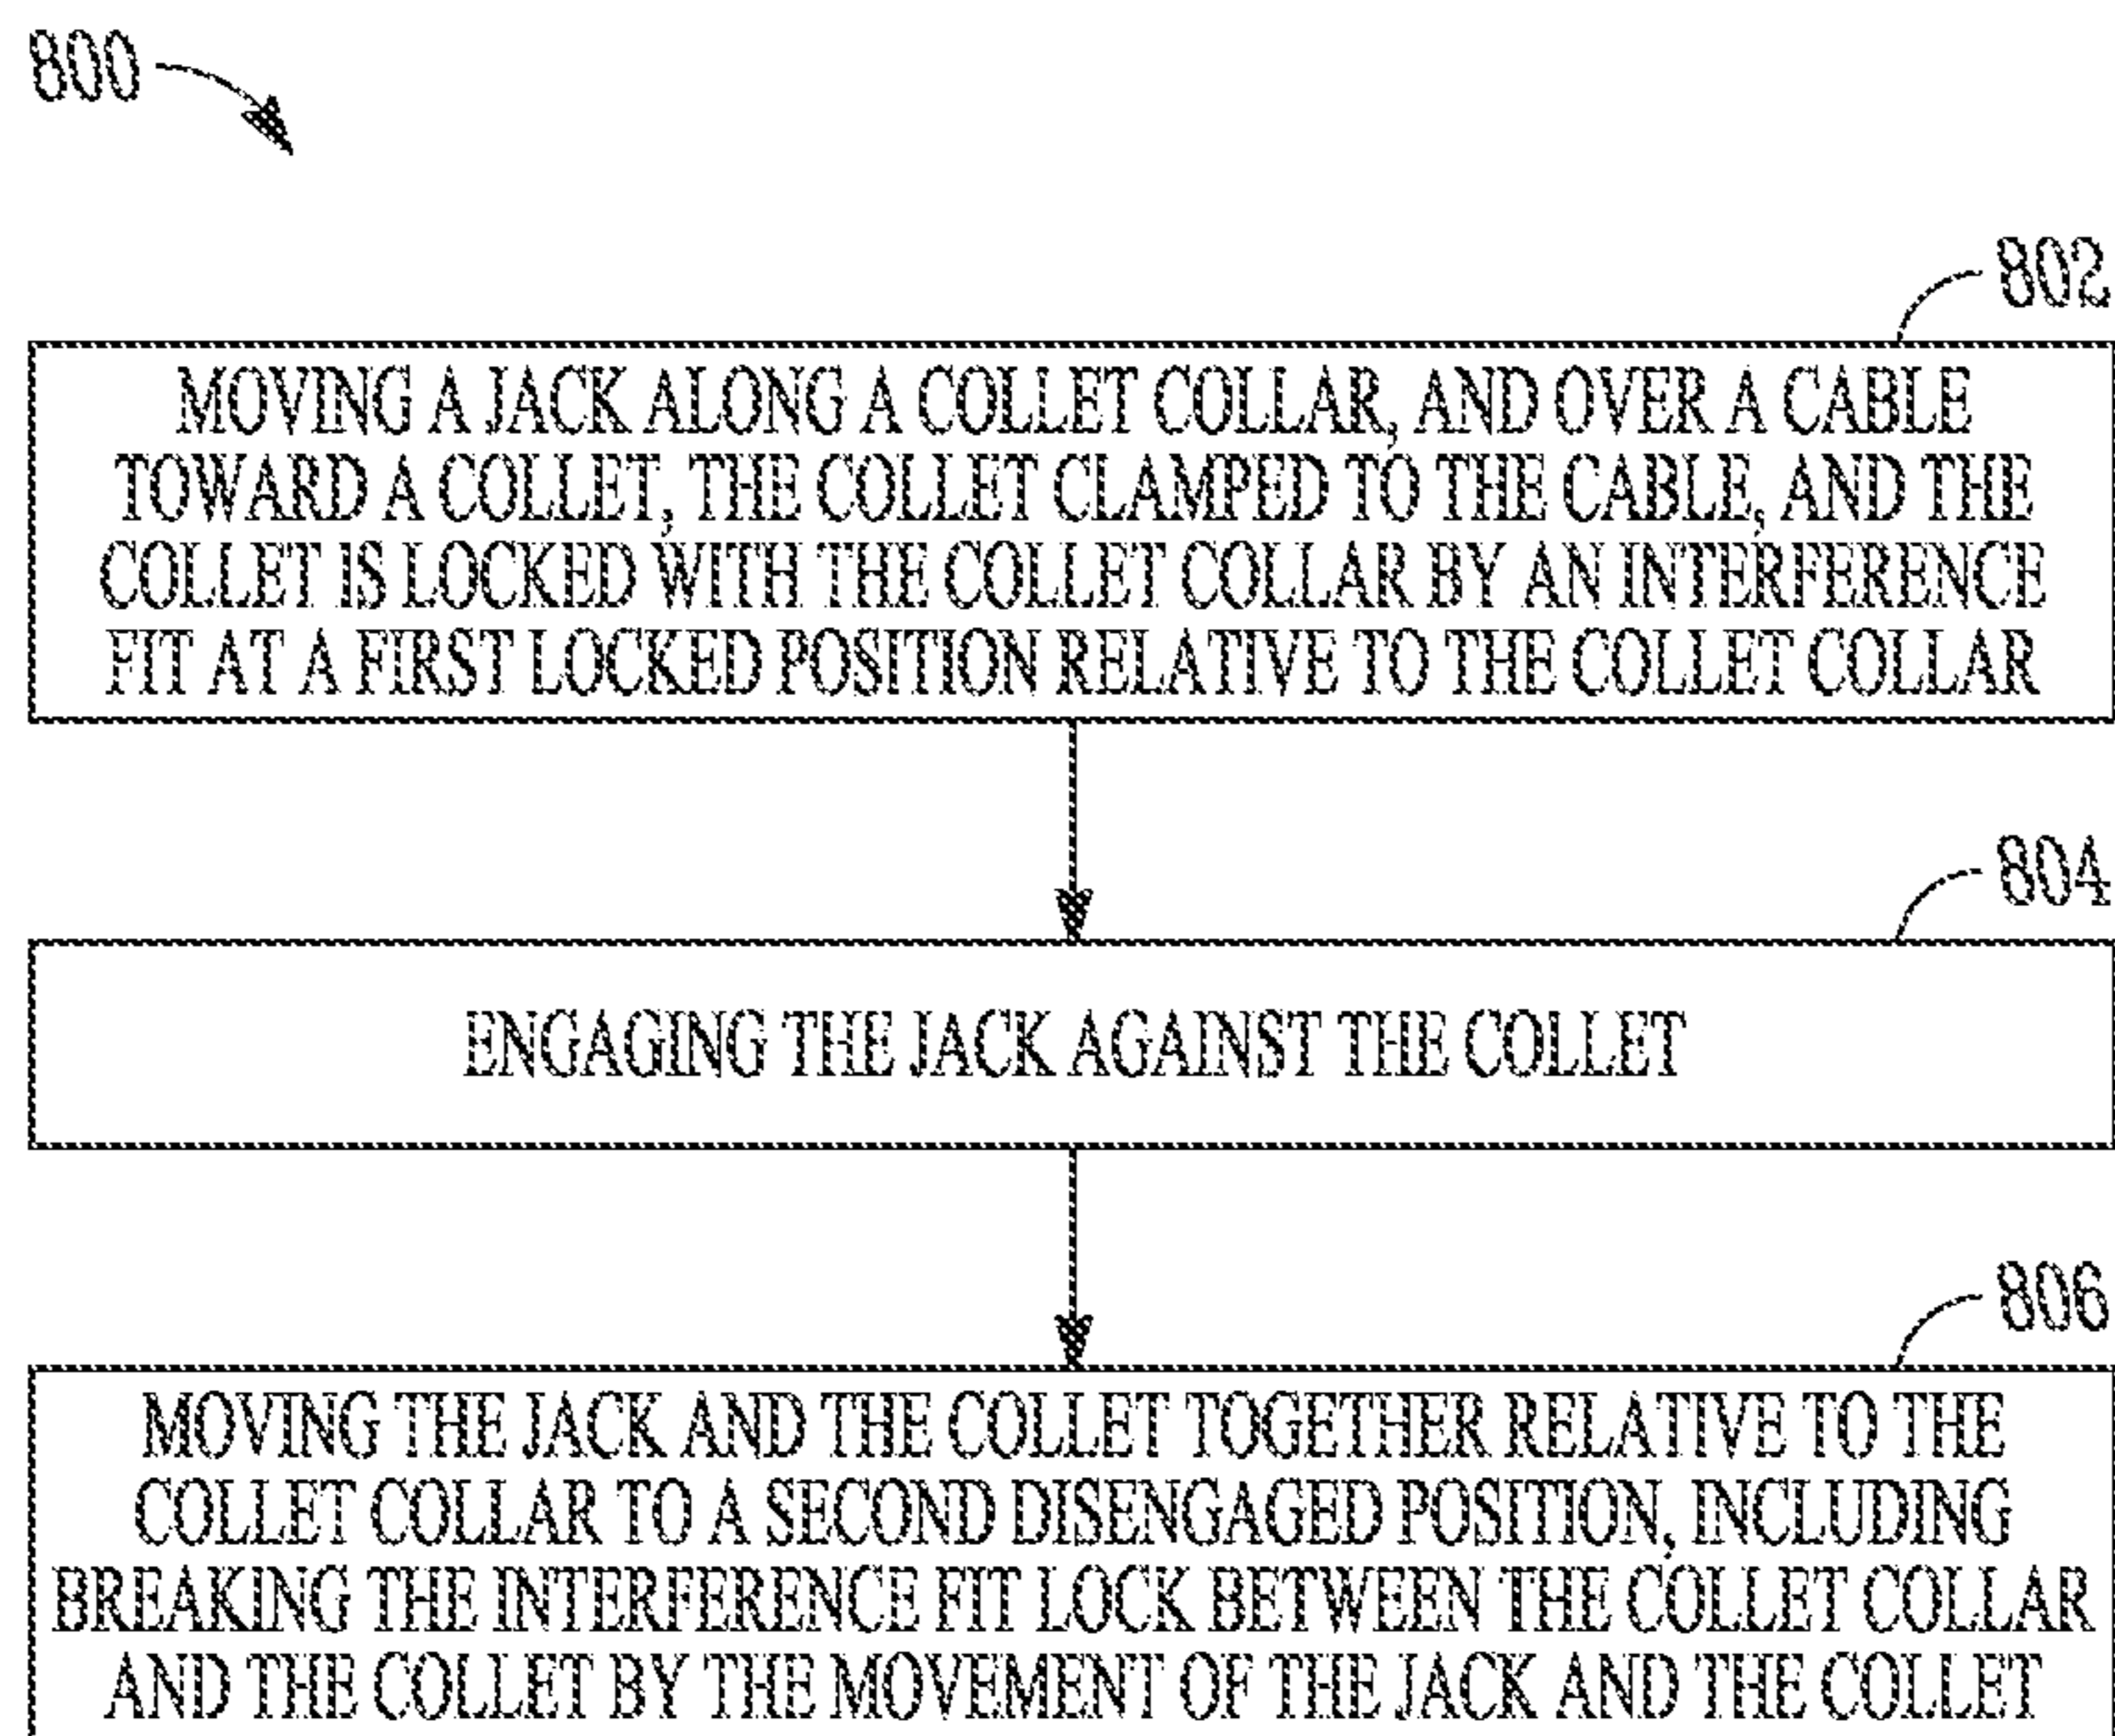 800
802
MOVING A JACK ALONG A COLLET COLLAR, AND OVER A CABLE
TOWARD A COLLET, THE COLLET CLAMPED TO THE CABLE, AND THE
COLLET IS LOCKED WITH THE COLLET COLLAR BY AN INTERFERENCE
FIT AT A FIRST LOCKED POSITION RELATIVE TO THE COLLET COLLAR
804
ENGAGING THE JACK AGAINST THE COLLET
806
MOVING THE JACK AND THE COLLET TOGETHER RELATIVE TO THE
COLLET COLLAR TO A SECOND DISENGAGED POSITION, INCLUDING
BREAKING THE INTERFERENCE FIT LOCK BETWEEN THE COLLET COLLAR
AND THE COLLET BY THE MOVEMENT OF THE JACK AND THE COLLET